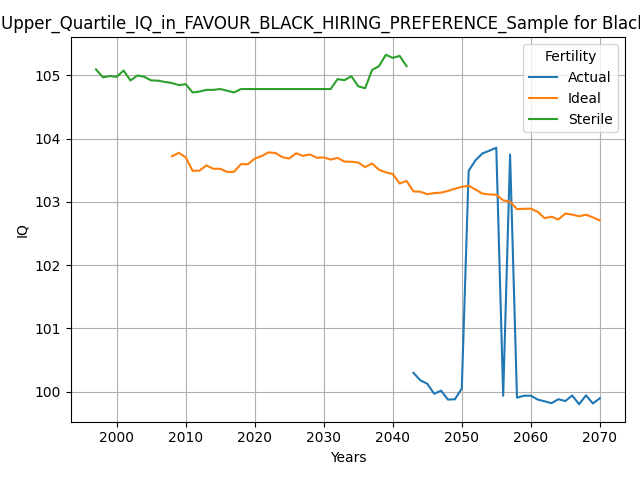 Upper_Quartile_IQ_in_FAVOUR_BLACK_HIRING_PREFERENCE_Sample for Black
Fertility
Actual
Ideal
Sterile
105
104
103
102
101
100
IQ
2000 2010 2020 2030 2040 2050 2060 2070
Years